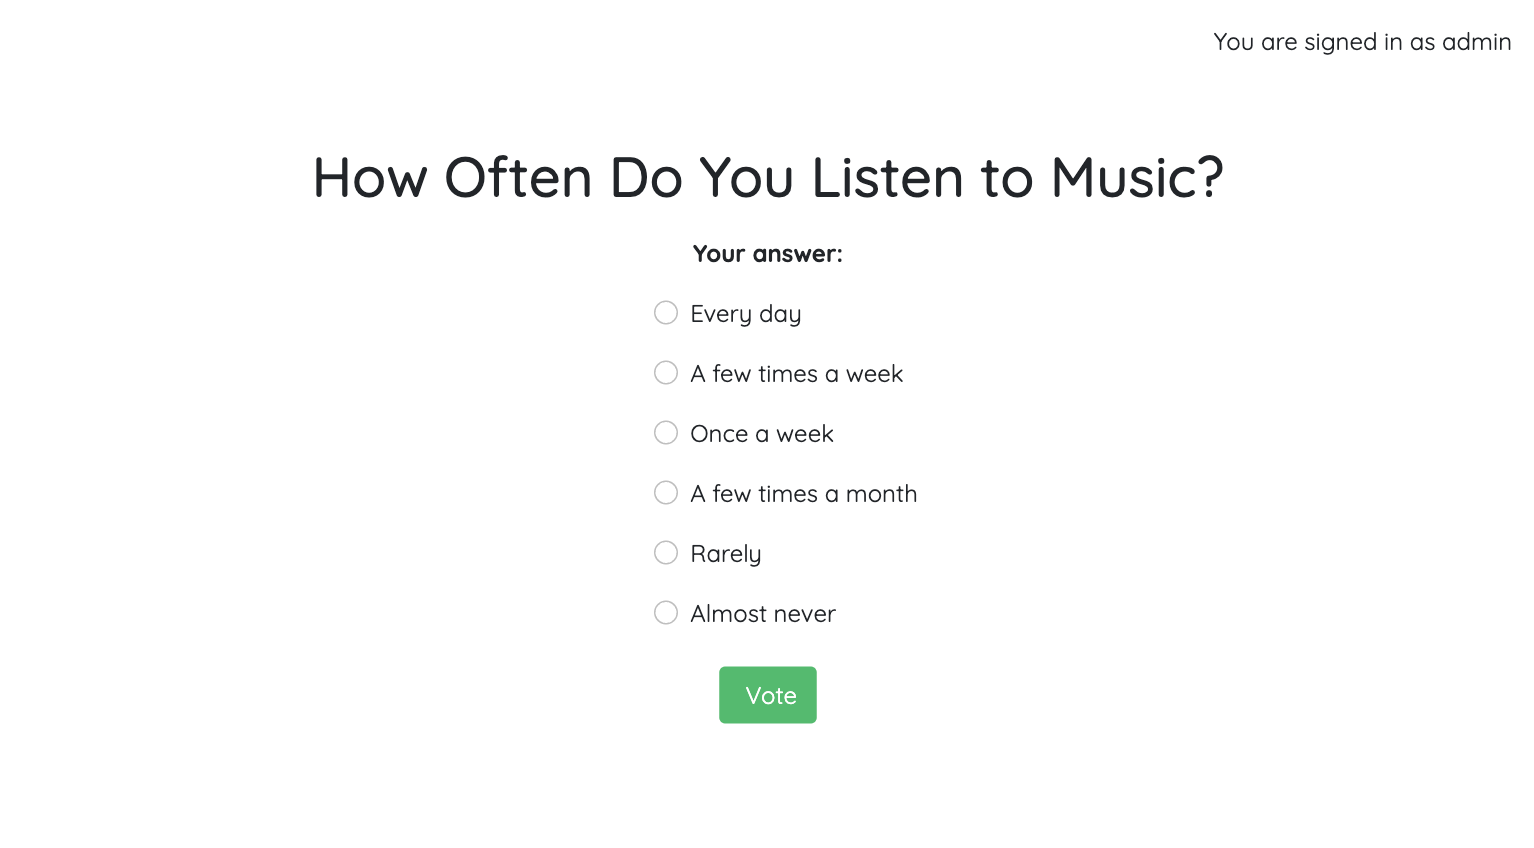 You are signed in as admin
How Often Do You Listen to Music?
Your answer:
Every day
A few times a week
Once a week
A few times a month
Rarely
Almost never
Vote